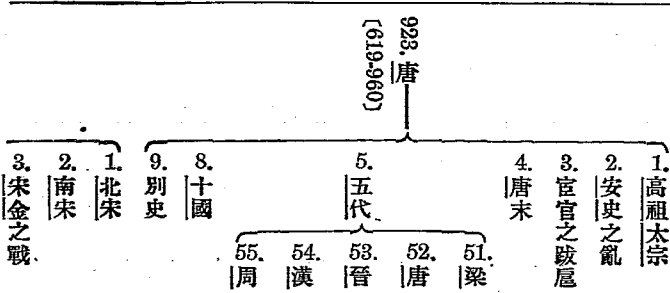 923. 唐
(619-960)
1. 高祖太宗
2. 安史之亂
3. 宦官之跋扈
4. 唐末
5. 五代
51. 梁
52. 唐
53. 晉
54. 漢
55. 周
8. 十國
9. 別史
1. 北宋
2. 南宋
3. 宋金之戰